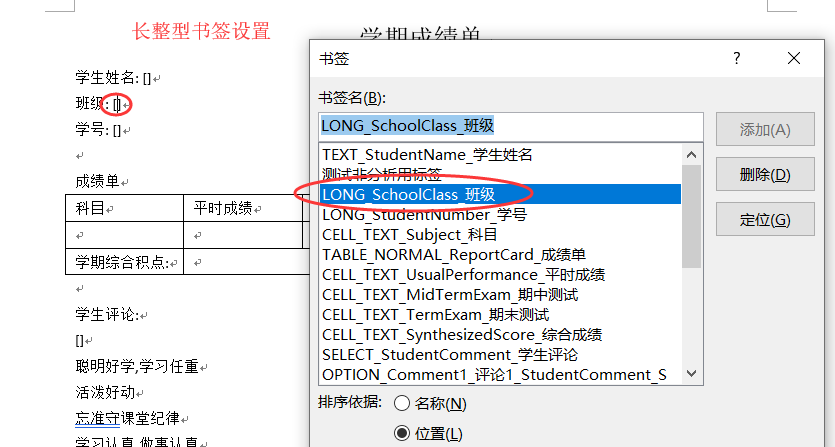 长整型书签设置
学期成绩单
学生姓名: []
班级: []
学号: []
成绩单
科目 平时成绩
学期综合积点:
学生评论:
[]
聪明好学,学习任重
活泼好动
忘准守课堂纪律
学习认真,做事认真
书签
?
书签名(B):
LONG_SchoolClass_班级
添加(A)
TEXT_StudentName_学生姓名
测试非分析用标签
LONG_SchoolClass_班级
LONG_StudentNumber_学号
CELL_TEXT_Subject_科目
TABLE_NORMAL_ReportCard_成绩单
CELL_TEXT_UsualPerformance_平时成绩
CELL_TEXT_MidTermExam_期中测试
CELL_TEXT_TermExam_期末测试
CELL_TEXT_SynthesizedScore_综合成绩
SELECT_StudentComment_学生评论
OPTION_Comment1_评论1_StudentComment_S
删除(D)
定位(G)
排序依据:
名称(N)
位置(L)